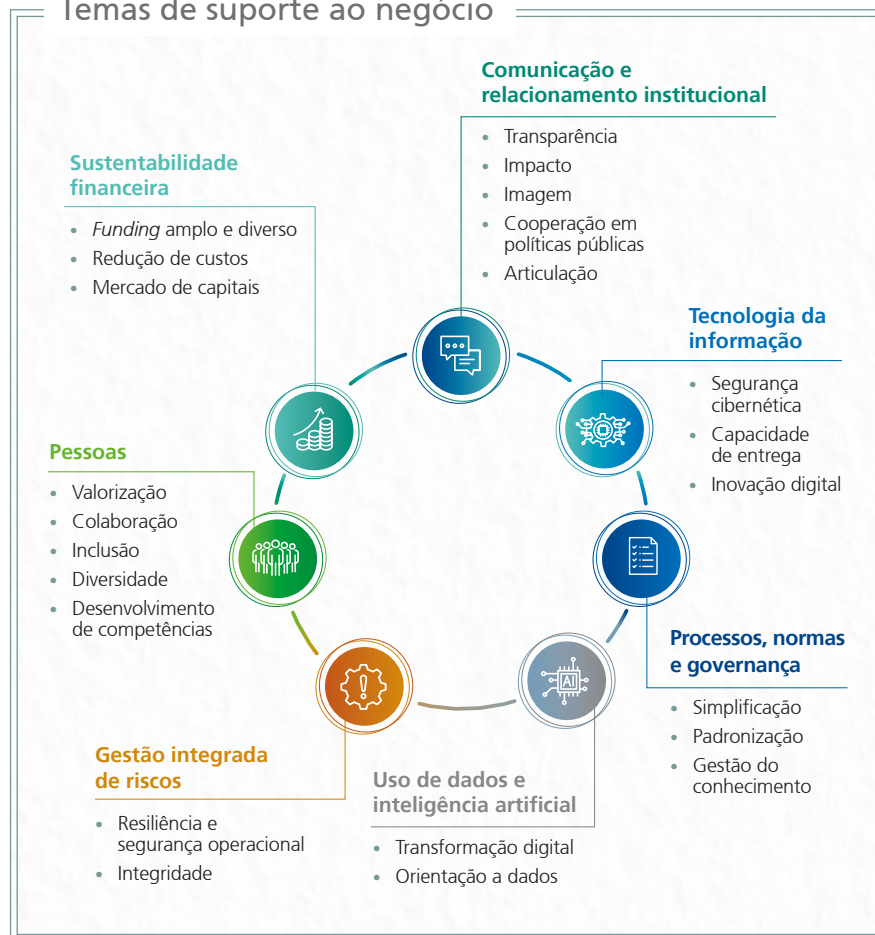 Temas de suporte ao negócio
Comunicação e
relacionamento institucional
• Transparência
• Impacto
• Imagem
• Cooperação em
políticas públicas
• Articulação
Sustentabilidade
financeira
• Funding amplo e diverso
• Redução de custos
• Mercado de capitais
Tecnologia da
informação
• Segurança
cibernética
• Capacidade
de entrega
• Inovação digital
Pessoas
• Valorização
• Colaboração
• Inclusão
• Diversidade
• Desenvolvimento
de competências
Processos, normas
e governança
• Simplificação
• Padronização
• Gestão do
conhecimento
Gestão integrada
de riscos
• Resiliência e
segurança operacional
• Integridade
AI
Uso de dados e
inteligência artificial
• Transformação digital
• Orientação a dados